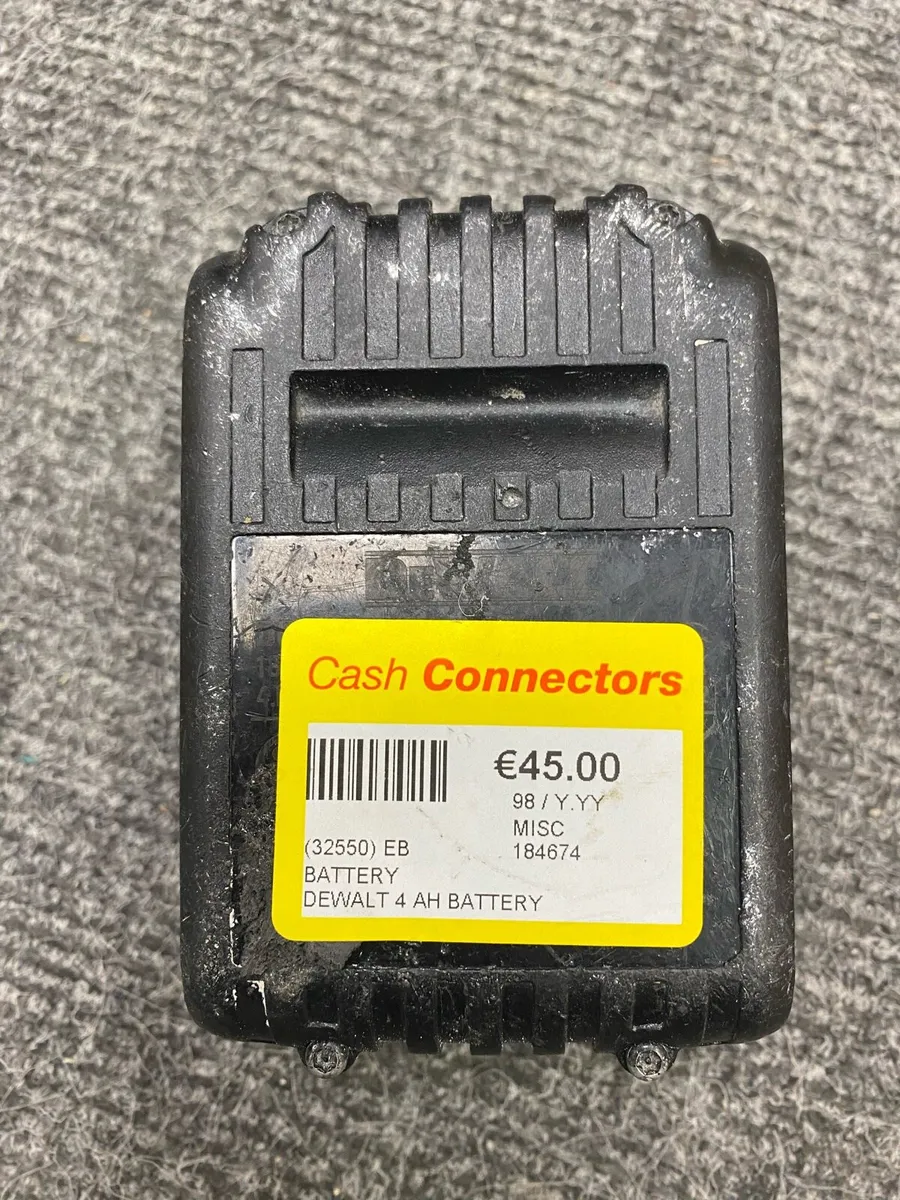 Cash Connectors
€45.00
98 / Y.YY
MISC
184674
(32550) EB
BATTERY
DEWALT 4 AH BATTERY